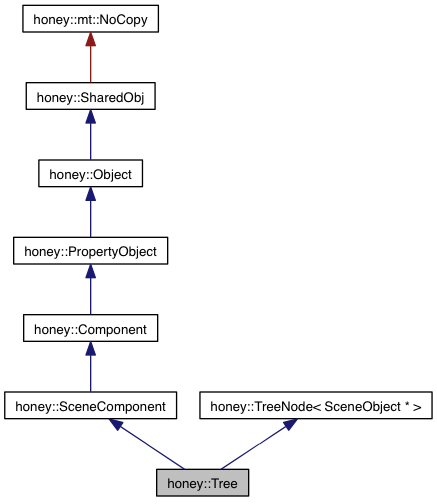 honey::mt::NoCopy
honey::SharedObj
honey::Object
honey::PropertyObject
honey::Component
honey::SceneComponent
honey::TreeNode< SceneObject * >
honey::Tree